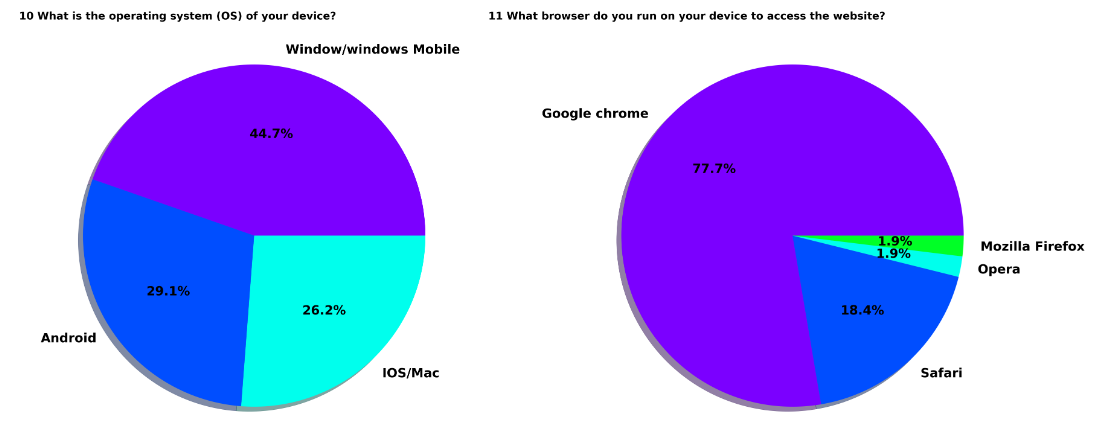 10 What is the operating system (OS) of your device?
Window/windows Mobile
44.7%
29.1%
26.2%
Android
IOS/Mac
11 What browser do you run on your device to access the website?
Google chrome
77.7%
1.9%
Mozilla Firefox
1.9%
Opera
18.4%
Safari